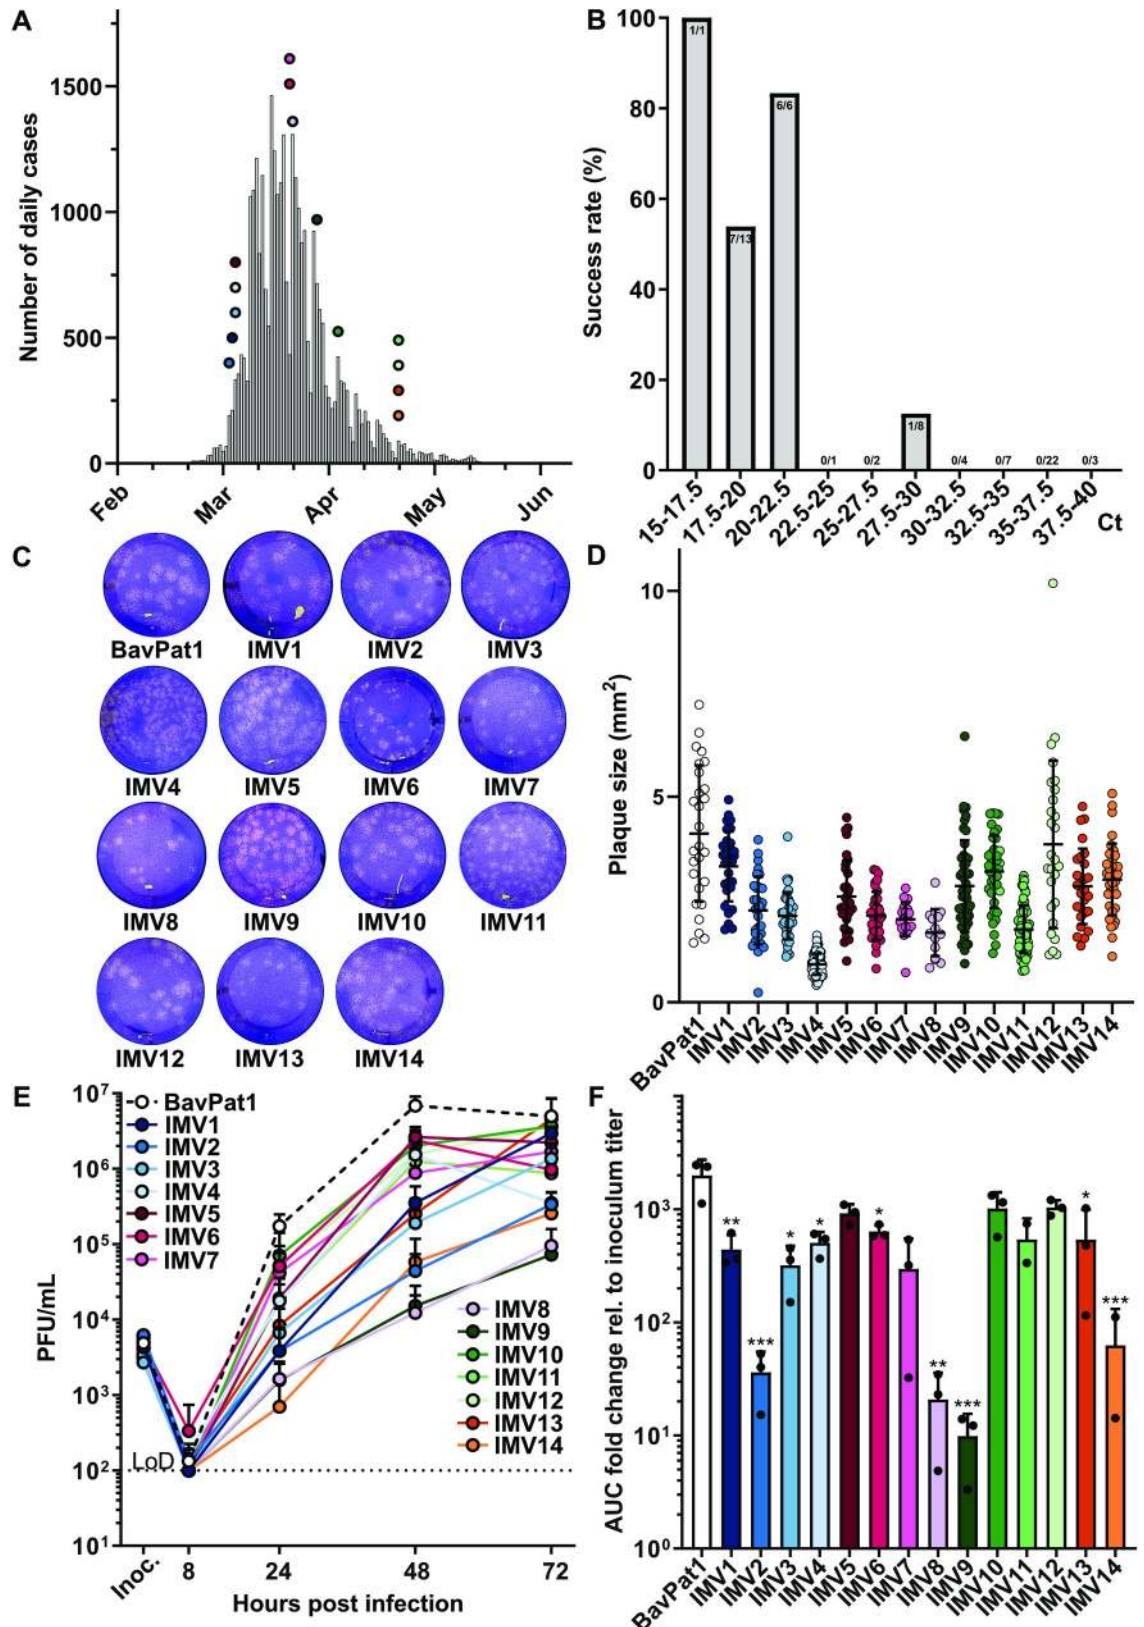 A
Number of daily cases
1500
1000
500
0
Feb
Mar
Apr
May
Jun
B
Success rate (%)
100
80
60
40
20
0
1/1
7/13
6/6
0/1
0/2
1/8
0/4
0/7
0/22
0/3
15-17.5
17.5-20
20-22.5
22.5-25
25-27.5
27.5-30
30-32.5
32.5-35
35-37.5
37.5-40
Ct
C
BavPat1
IMV1
IMV2
IMV3
IMV4
IMV5
IMV6
IMV7
IMV8
IMV9
IMV10
IMV11
IMV12
IMV13
IMV14
D
Plaque size (mm²)
10
5
0
BavPat1
IMV1
IMV2
IMV3
IMV4
IMV5
IMV6
IMV7
IMV8
IMV9
IMV10
IMV11
IMV12
IMV13
IMV14
E
PFU/mL
10⁷
10⁶
10⁵
10⁴
10³
10²
10¹
BavPat1
IMV1
IMV2
IMV3
IMV4
IMV5
IMV6
IMV7
IMV8
IMV9
IMV10
IMV11
IMV12
IMV13
IMV14
LoD
Inoc.
8
24
48
72
Hours post infection
F
AUC fold change rel. to inoculum titer
10³
10²
10¹
10⁰
**
***
*
*
*
**
***
*
***
BavPat1
IMV1
IMV2
IMV3
IMV4
IMV5
IMV6
IMV7
IMV8
IMV9
IMV10
IMV11
IMV12
IMV13
IMV14